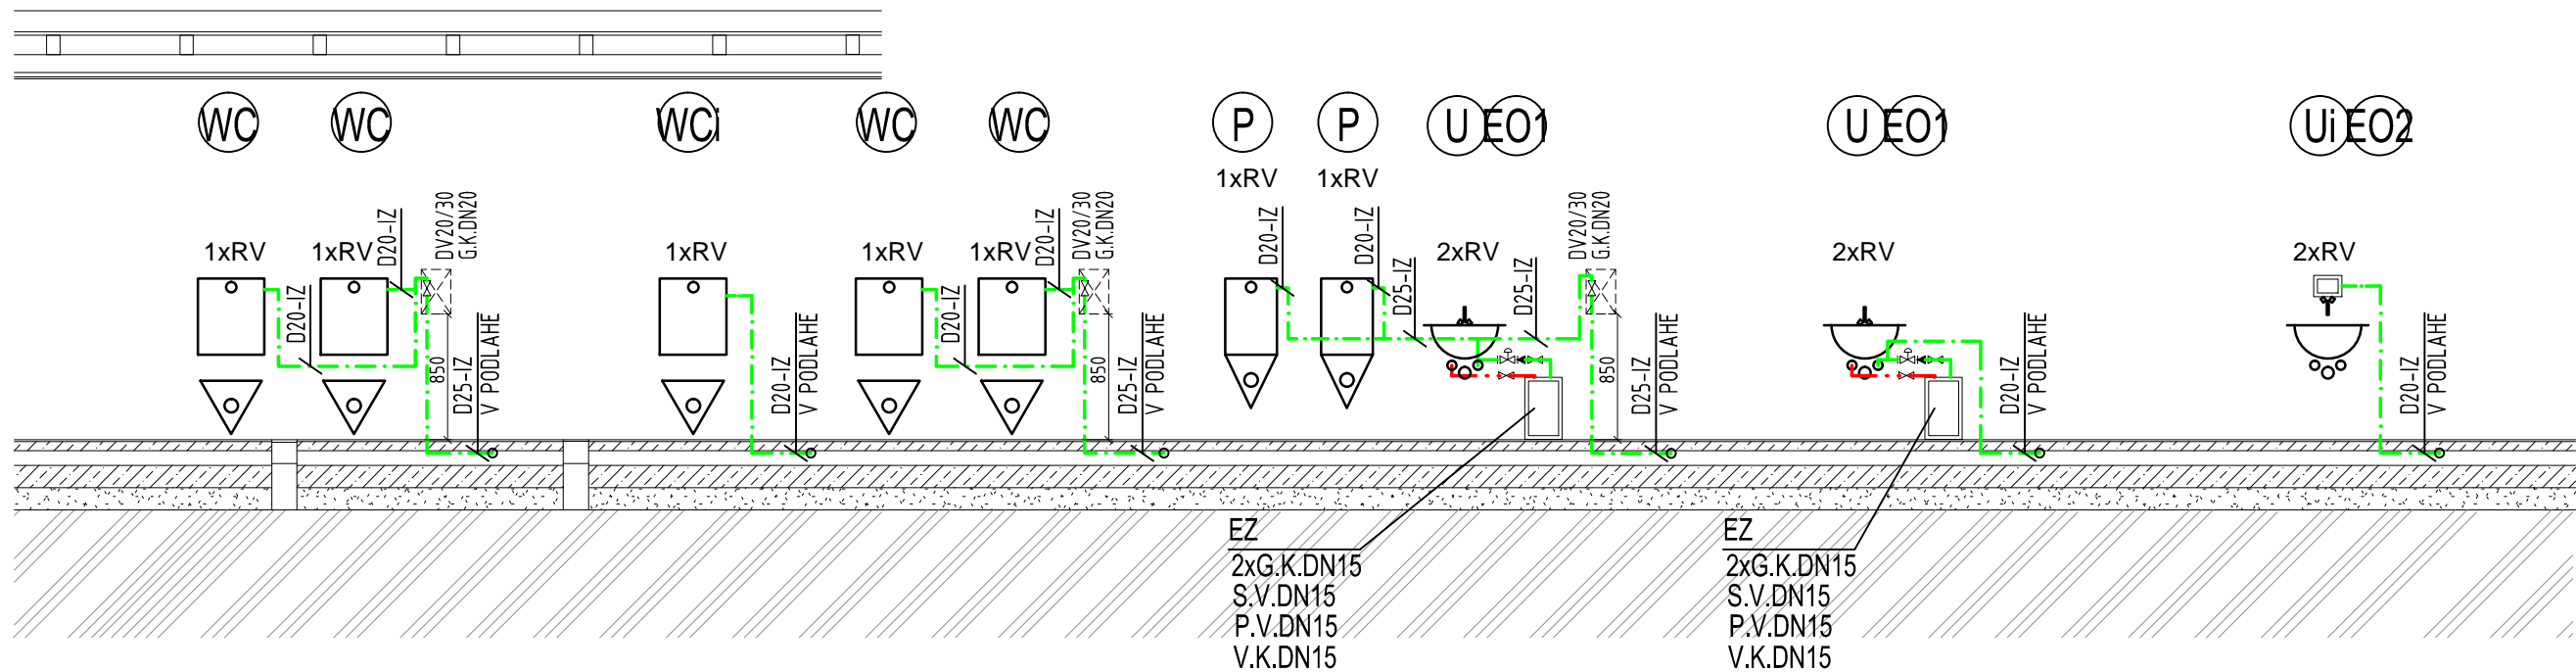 WC
WC
WCi
WC
WC
P
P
U
EO1
U
EO1
Ui
EO2
1xRV
1xRV
1xRV
1xRV
1xRV
1xRV
1xRV
2xRV
2xRV
2xRV
D20-IZ
D20-IZ
DV20/30
G.K.DN20
850
D25-IZ
V PODLAHE
D20-IZ
V PODLAHE
D20-IZ
D20-IZ
DV20/30
G.K.DN20
850
D25-IZ
V PODLAHE
D20-IZ
D20-IZ
D25-IZ
D25-IZ
DV20/30
G.K.DN20
850
D25-IZ
V PODLAHE
D20-IZ
V PODLAHE
D20-IZ
V PODLAHE
EZ
2xG.K.DN15
S.V.DN15
P.V.DN15
V.K.DN15
EZ
2xG.K.DN15
S.V.DN15
P.V.DN15
V.K.DN15